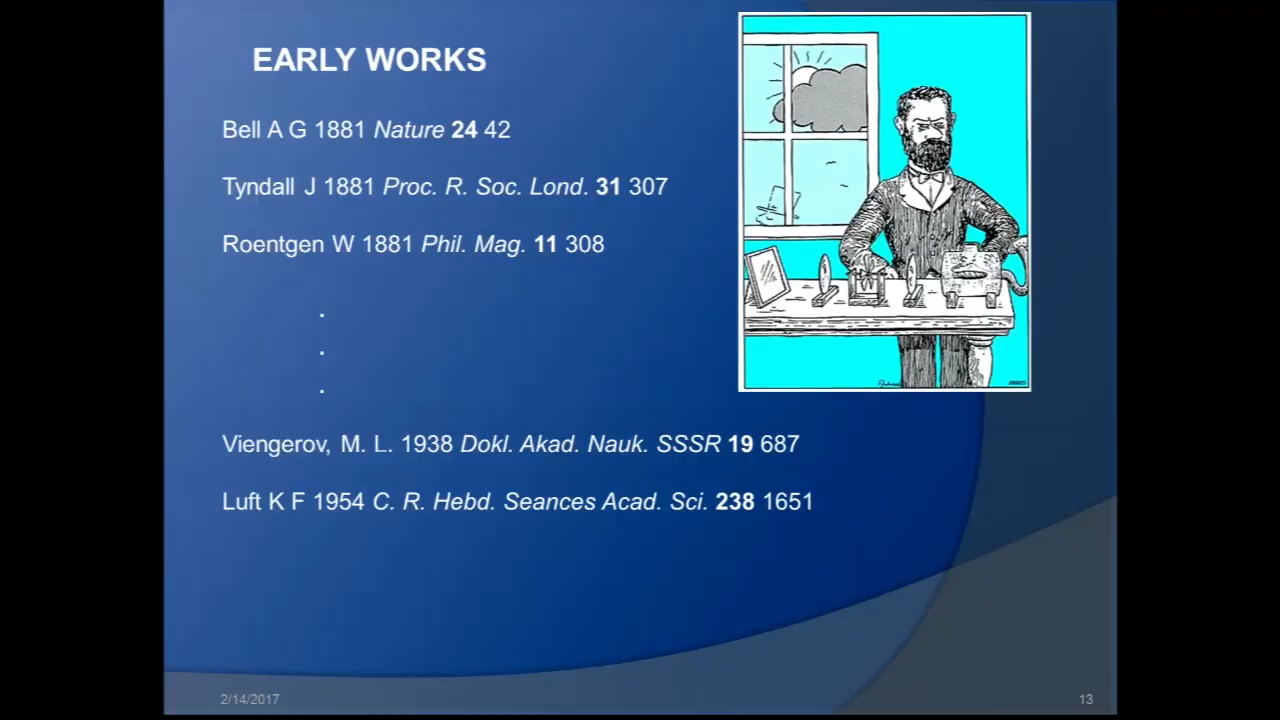 EARLY WORKS
Bell A G 1881 Nature 24 42
Tyndall J 1881 Proc. R. Soc. Lond. 31 307
Roentgen W 1881 Phil. Mag. 11 308
.
.
.
Viengerov, M. L. 1938 Dokl. Akad. Nauk. SSSR 19 687
Luft K F 1954 C. R. Hebd. Seances Acad. Sci. 238 1651
2/14/2017
13